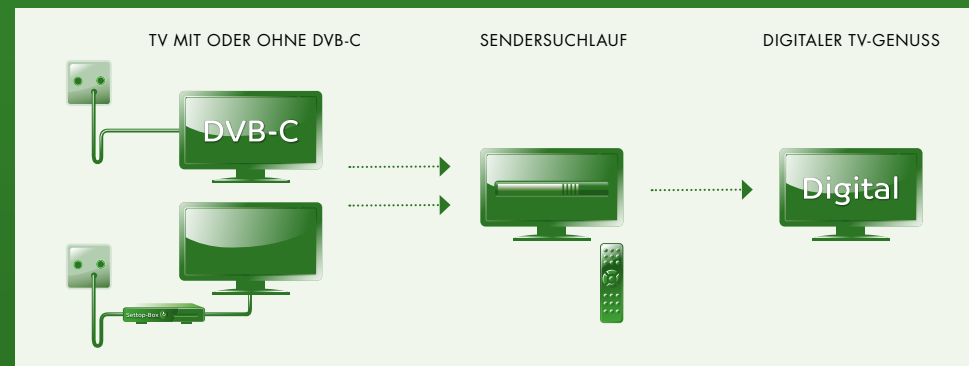 TV MIT ODER OHNE DVB-C
SENDERSUCHLAUF
DIGITALER TV-GENUSS
DVB-C
Digital
Settop-Box